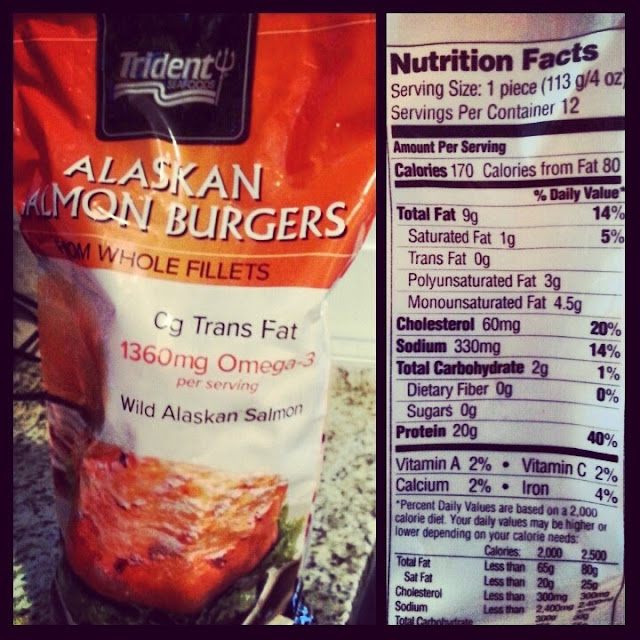 Trident
SEAFOODS
ALASKAN
SALMON BURGERS
FROM WHOLE FILLETS
0g Trans Fat
1360mg Omega-3
per serving
Wild Alaskan Salmon
Nutrition Facts
Serving Size: 1 piece (113 g/4 oz)
Servings Per Container 12
Amount Per Serving
Calories 170 Calories from Fat 80
% Daily Value*
Total Fat 9g 14%
Saturated Fat 1g 5%
Trans Fat 0g
Polyunsaturated Fat 3g
Monounsaturated Fat 4.5g
Cholesterol 60mg 20%
Sodium 330mg 14%
Total Carbohydrate 2g 1%
Dietary Fiber 0g 0%
Sugars 0g
Protein 20g 40%
Vitamin A 2% • Vitamin C 2%
Calcium 2% • Iron 4%
*Percent Daily Values are based on a 2,000
calorie diet. Your daily values may be higher or
lower depending on your calorie needs:
Calories: 2,000 2,500
Total Fat Less than 65g 80g
Sat Fat Less than 20g 25g
Cholesterol Less than 300mg 300mg
Sodium Less than 2,400mg 2,400mg
Total Carbohydrate